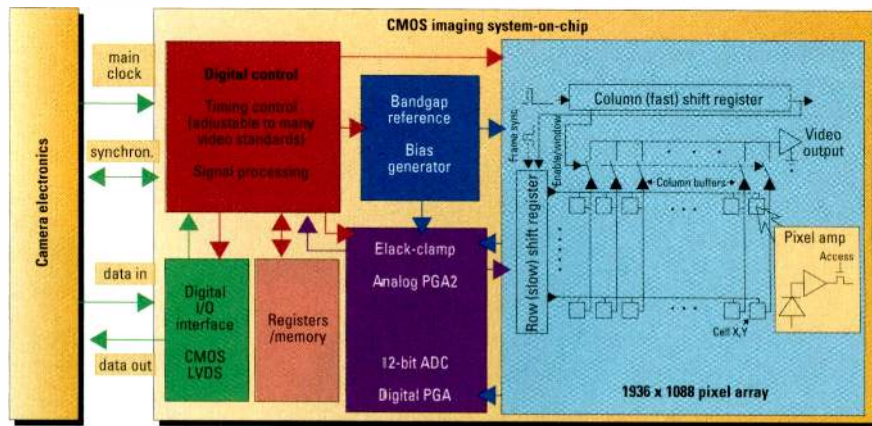 CMOS imaging system-on-chip
Camera electronics
main
clock
synchron.
data in
data out
Digital control
Timing control
(adjustable to many
video standards)
Signal processing
Bandgap
reference
Bias
generator
Digital
I/O
interface
CMOS
LVDS
Registers
/memory
Elack-clamp
Analog PGA2
12-bit ADC
Digital PGA
Column (fast) shift register
Frame sync
Enable/window
Video
output
Column buffers
Row (slow) shift register
Pixel amp
Access
Cell X,Y
1936 x 1088 pixel array